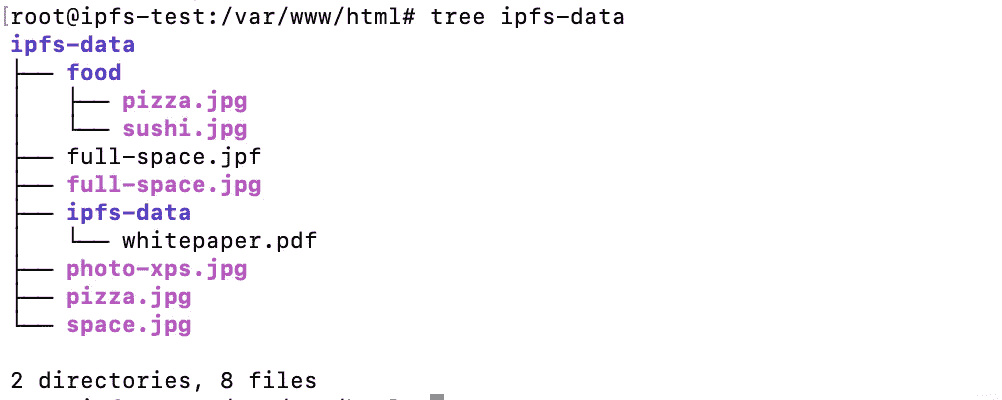 [root@ipfs-test:/var/www/html# tree ipfs-data
ipfs-data
├── food
│   ├── pizza.jpg
│   └── sushi.jpg
├── full-space.jpf
├── full-space.jpg
├── ipfs-data
│   └── whitepaper.pdf
├── photo-xps.jpg
├── pizza.jpg
└── space.jpg
2 directories, 8 files